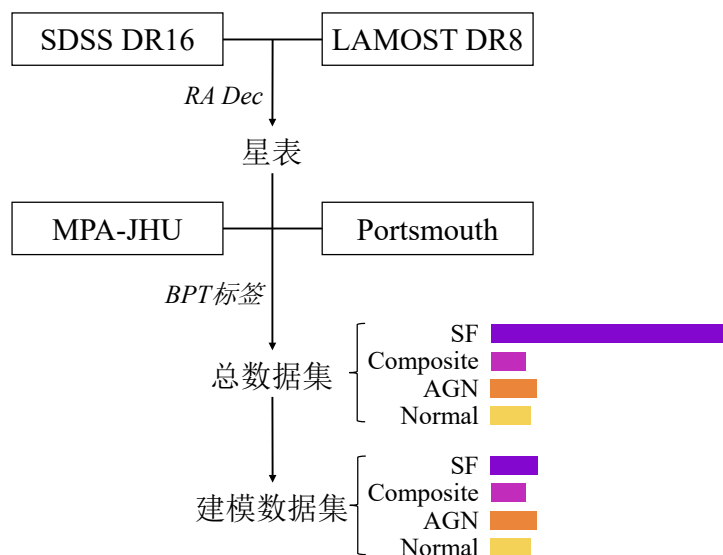 SDSS DR16
LAMOST DR8
RA Dec
星表
MPA-JHU
Portsmouth
BPT标签
总数据集
SF
Composite
AGN
Normal
建模数据集
SF
Composite
AGN
Normal